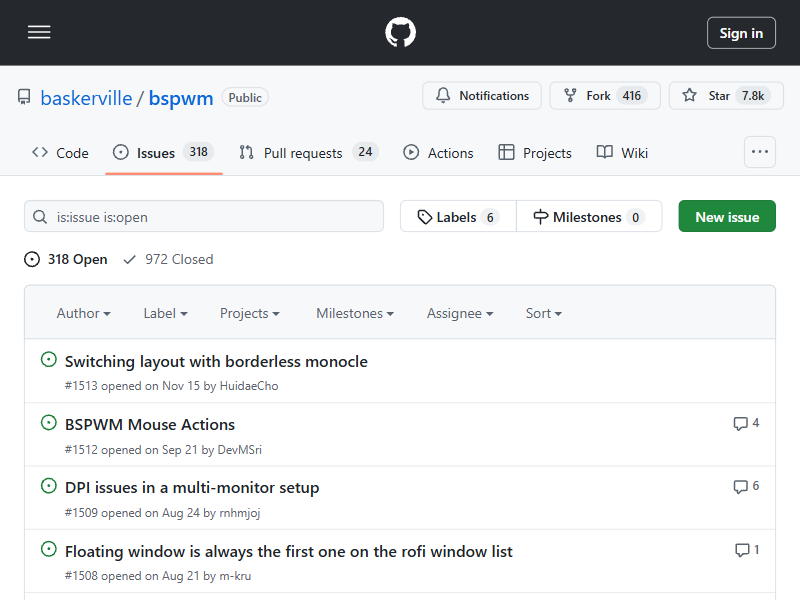 Sign in
baskerville / bspwm Public
Notifications Fork 416 Star 7.8k
Code Issues 318 Pull requests 24 Actions Projects Wiki
is:issue is:open Labels 6 Milestones 0 New issue
318 Open 972 Closed
Author Label Projects Milestones Assignee Sort
Switching layout with borderless monocle
#1513 opened on Nov 15 by HuidaeCho
BSPWM Mouse Actions 4
#1512 opened on Sep 21 by DevMSri
DPI issues in a multi-monitor setup 6
#1509 opened on Aug 24 by rnhmjoj
Floating window is always the first one on the rofi window list 1
#1508 opened on Aug 21 by m-kru